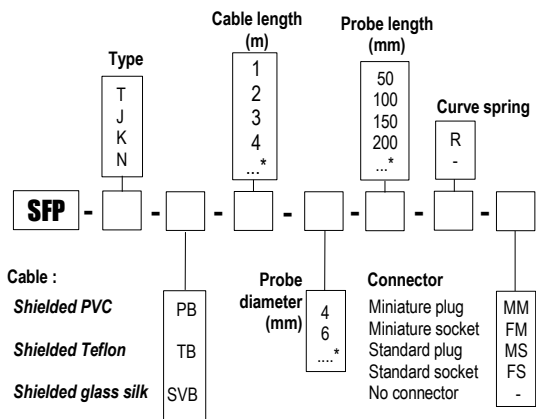 Cable length
(m)
1
2
3
4
...*
Probe length
(mm)
50
100
150
200
...*
Type
T
J
K
N
Curve spring
R
-
SFP - - - - - - -
Cable :
Shielded PVC PB
Shielded Teflon TB
Shielded glass silk SVB
Probe
diameter
(mm)
4
6
....*
Connector
Miniature plug MM
Miniature socket FM
Standard plug MS
Standard socket FS
No connector -